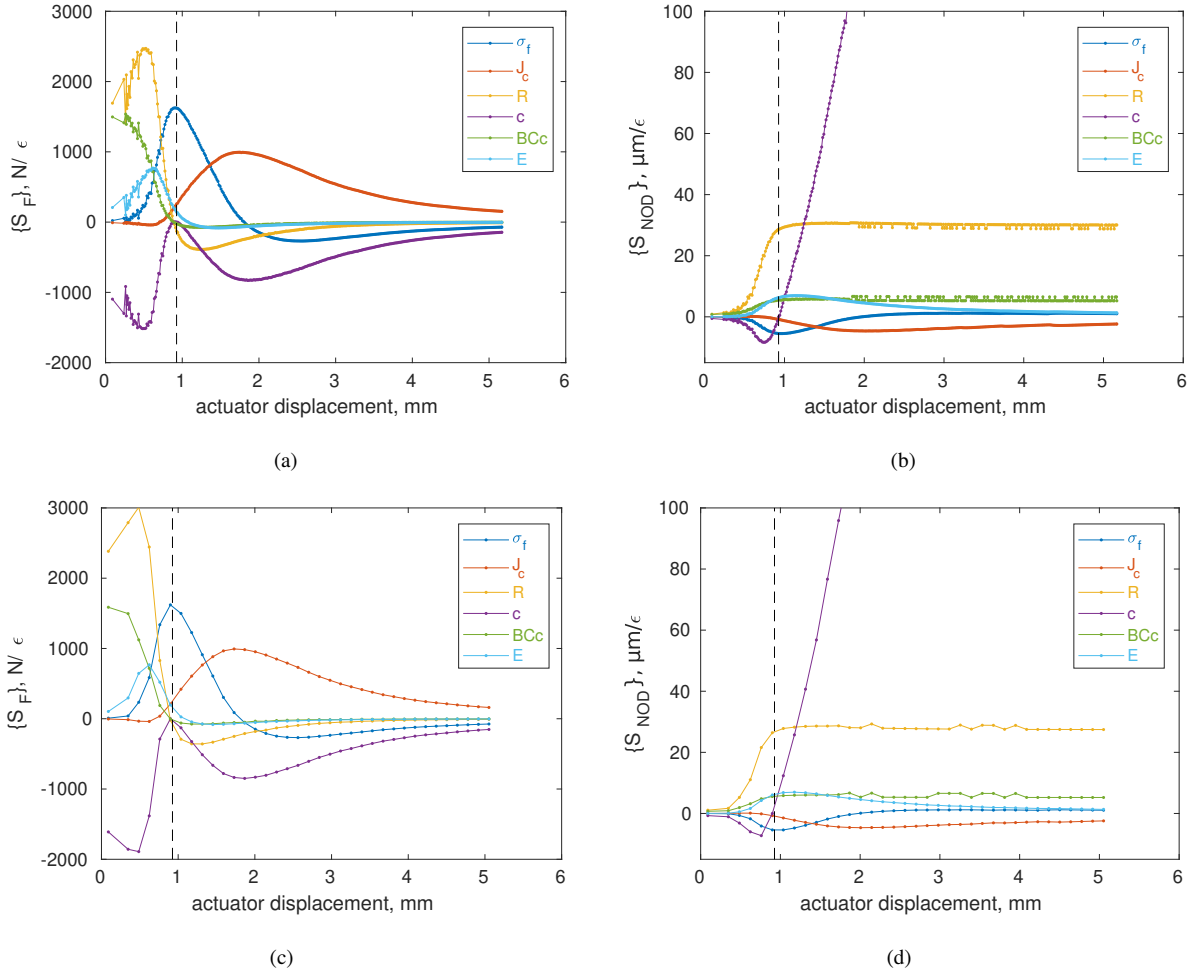 3000
2000
1000
0
-1000
-2000
{S_F}, N/ ϵ
0 1 2 3 4 5 6
actuator displacement, mm
σ_f
J_c
R
c
BCc
E
(a)
100
80
60
40
20
0
{S_NOD}, µm/ϵ
0 1 2 3 4 5 6
actuator displacement, mm
σ_f
J_c
R
c
BCc
E
(b)
3000
2000
1000
0
-1000
-2000
{S_F}, N/ ϵ
0 1 2 3 4 5 6
actuator displacement, mm
σ_f
J_c
R
c
BCc
E
(c)
100
80
60
40
20
0
{S_NOD}, µm/ϵ
0 1 2 3 4 5 6
actuator displacement, mm
σ_f
J_c
R
c
BCc
E
(d)